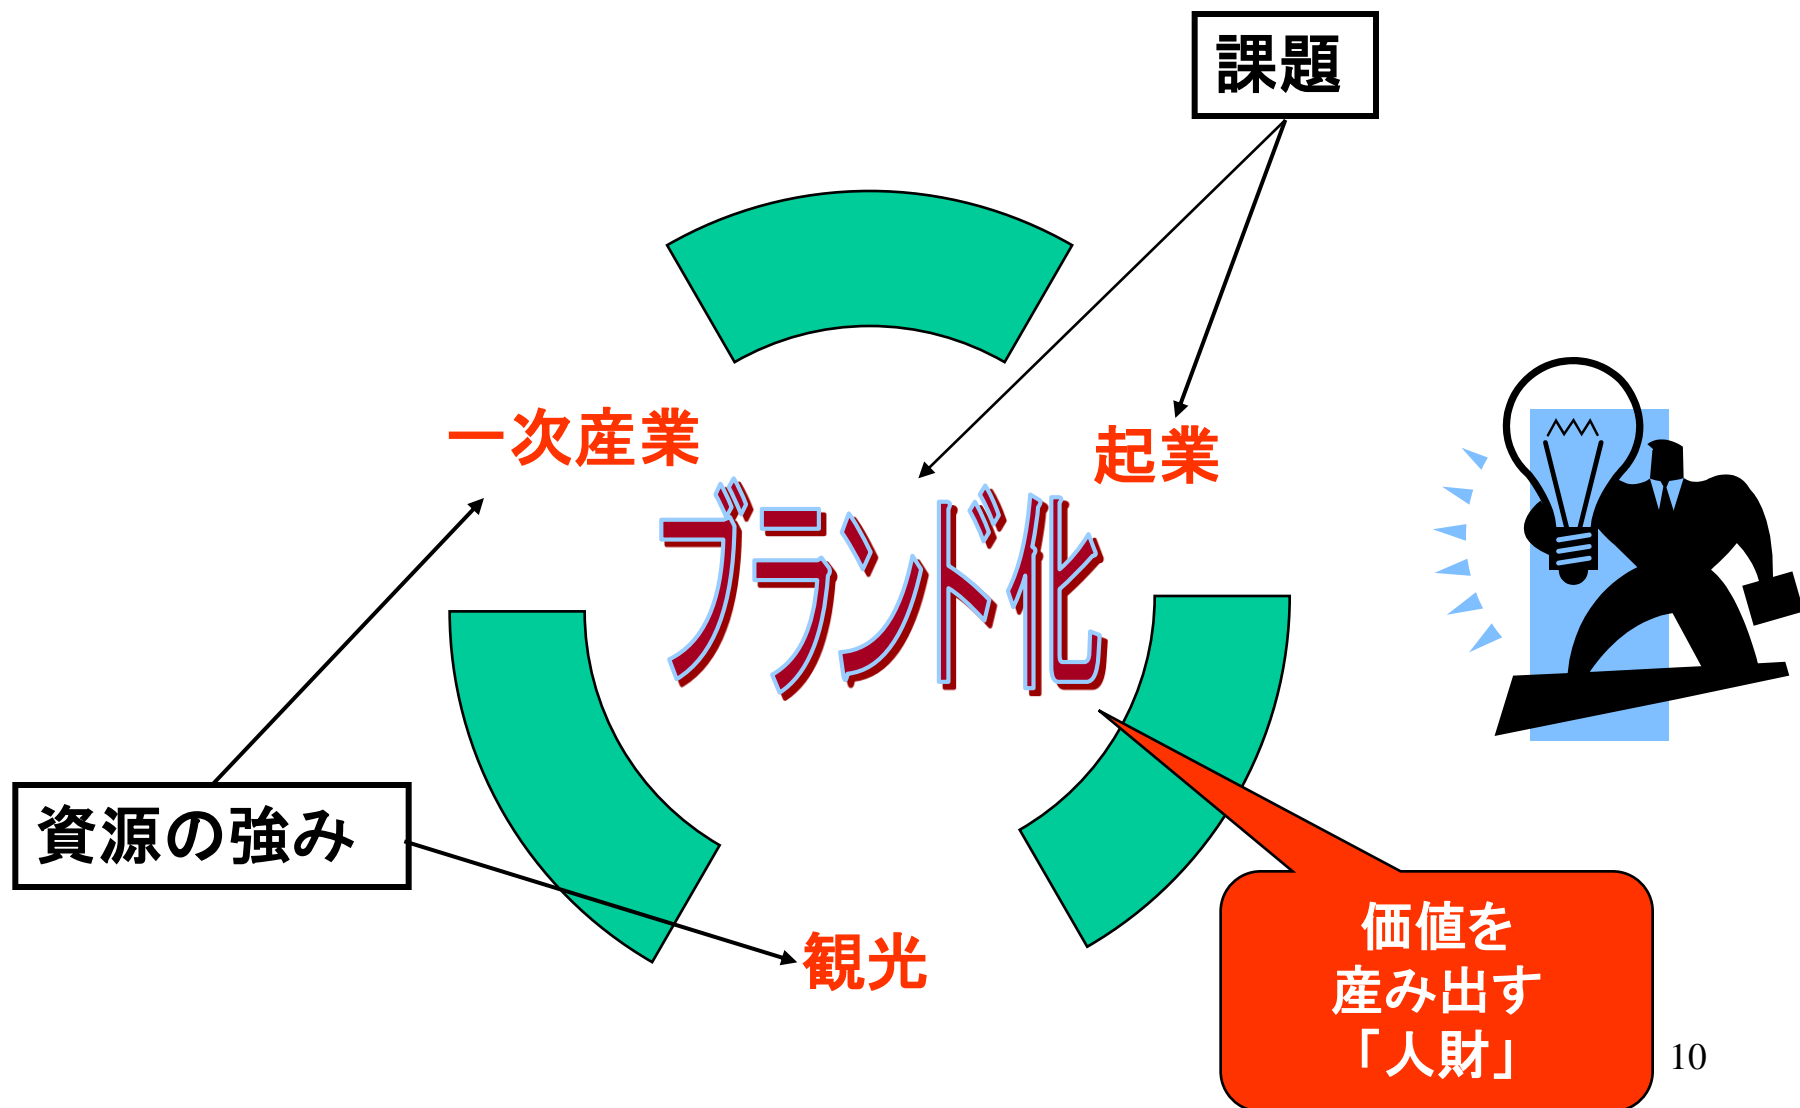 課題
一次産業
起業
ブランド化
資源の強み
観光
価値を
産み出す
「人財」
10